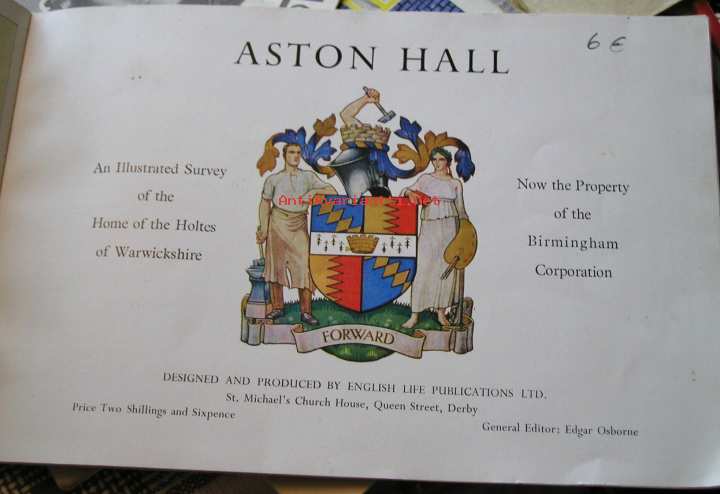 ASTON HALL
6 €
An Illustrated Survey
of the
Home of the Holtes
of Warwickshire
Now the Property
of the
Birmingham
Corporation
Antikvariaatti.net
FORWARD
DESIGNED AND PRODUCED BY ENGLISH LIFE PUBLICATIONS LTD.
St. Michael's Church House, Queen Street, Derby
Price Two Shillings and Sixpence
General Editor: Edgar Osborne